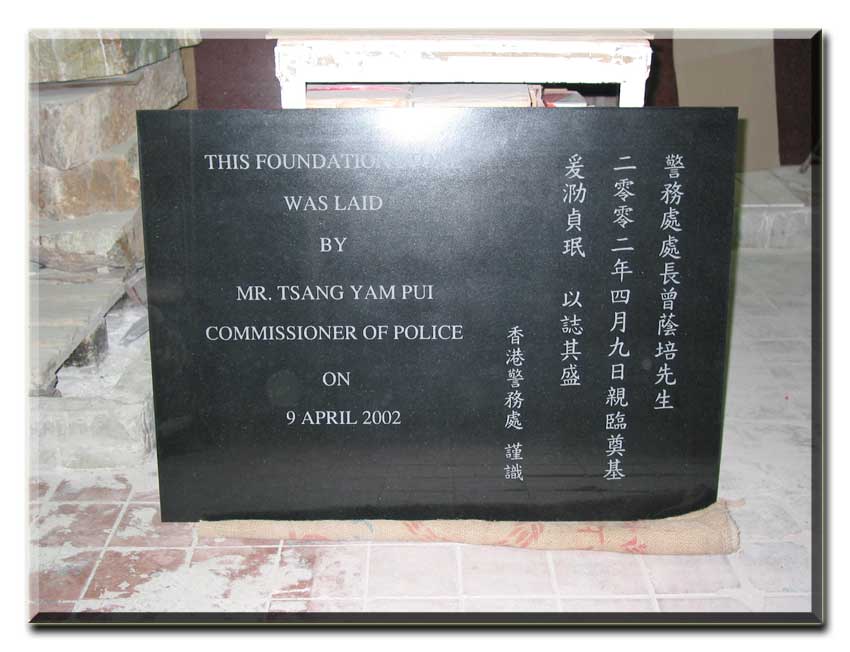 THIS FOUNDATION
WAS LAID
BY
MR. TSANG YAM PUI
COMMISSIONER OF POLICE
ON
9 APRIL 2002
警務處處長曾蔭培先生
二零零二年四月九日親臨奠基
爰泐貞珉 以誌其盛
香港警務處 謹識